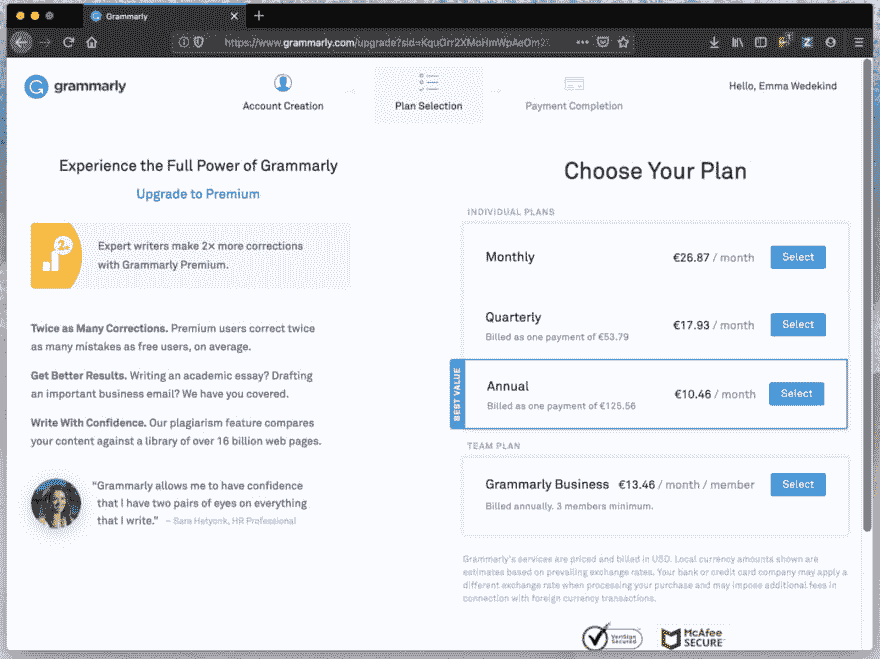 Grammarly
https://www.grammarly.com/upgrade?sid=
grammarly
Account Creation
Plan Selection
Payment Completion
Hello, Emma Wedekind
Experience the Full Power of Grammarly
Upgrade to Premium
2x
Expert writers make 2× more corrections
with Grammarly Premium.
Twice as Many Corrections. Premium users correct twice
as many mistakes as free users, on average.
Get Better Results. Writing an academic essay? Drafting
an important business email? We have you covered.
Write With Confidence. Our plagiarism feature compares
your content against a library of over 16 billion web pages.
"Grammarly allows me to have confidence
that I have two pairs of eyes on everything
that I write." – Sara Hetyonk, HR Professional
Choose Your Plan
INDIVIDUAL PLANS
Monthly
€26.87 / month
Select
Quarterly
Billed as one payment of €53.79
€17.93 / month
Select
BEST VALUE
Annual
Billed as one payment of €125.56
€10.46 / month
Select
TEAM PLAN
Grammarly Business €13.46 / month / member
Billed annually. 3 members minimum.
Select
Grammarly's services are priced and billed in USD. Local currency amounts shown are
estimates based on prevailing exchange rates. Your bank or credit card company may apply a
different exchange rate when processing your purchase and may impose additional fees in
connection with foreign currency transactions.
VeriSign
Secured
McAfee
SECURE